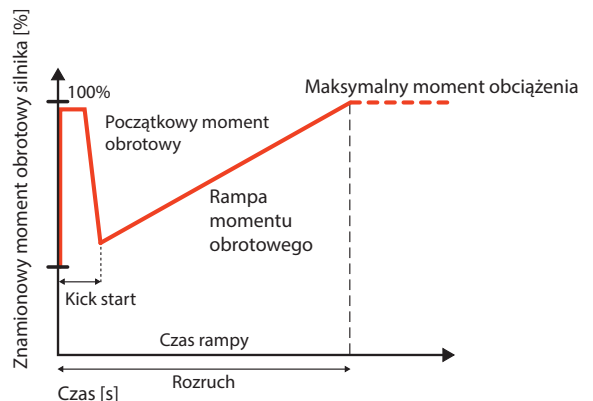 Znamionowy moment obrotowy silnika [%]
100%
Maksymalny moment obciążenia
Początkowy moment
obrotowy
Rampa
momentu
obrotowego
Kick start
Czas rampy
Rozruch
Czas [s]